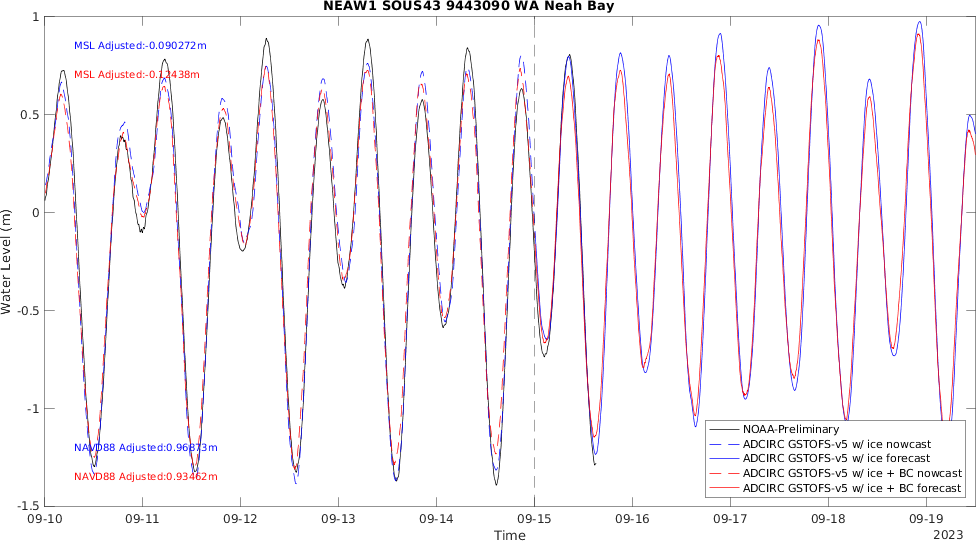 NEAW1 SOUS43 9443090 WA Neah Bay
1
MSL Adjusted:-0.090272m
MSL Adjusted:-0.12438m
0.5
0
Water Level (m)
-0.5
-1
NAVD88 Adjusted:0.96873m
NAVD88 Adjusted:0.93462m
-1.5
NOAA-Preliminary
ADCIRC GSTOFS-v5 w/ ice nowcast
ADCIRC GSTOFS-v5 w/ ice forecast
ADCIRC GSTOFS-v5 w/ ice + BC nowcast
ADCIRC GSTOFS-v5 w/ ice + BC forecast
09-10 09-11 09-12 09-13 09-14 09-15 09-16 09-17 09-18 09-19
Time
2023